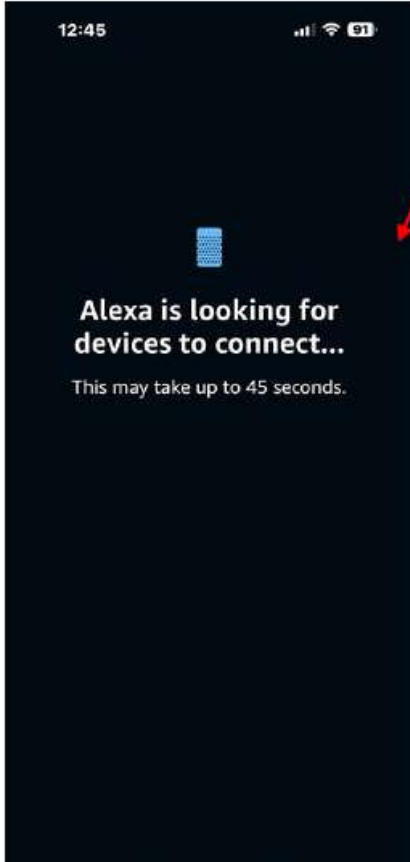 12:45
91
Alexa is looking for
devices to connect...
This may take up to 45 seconds.